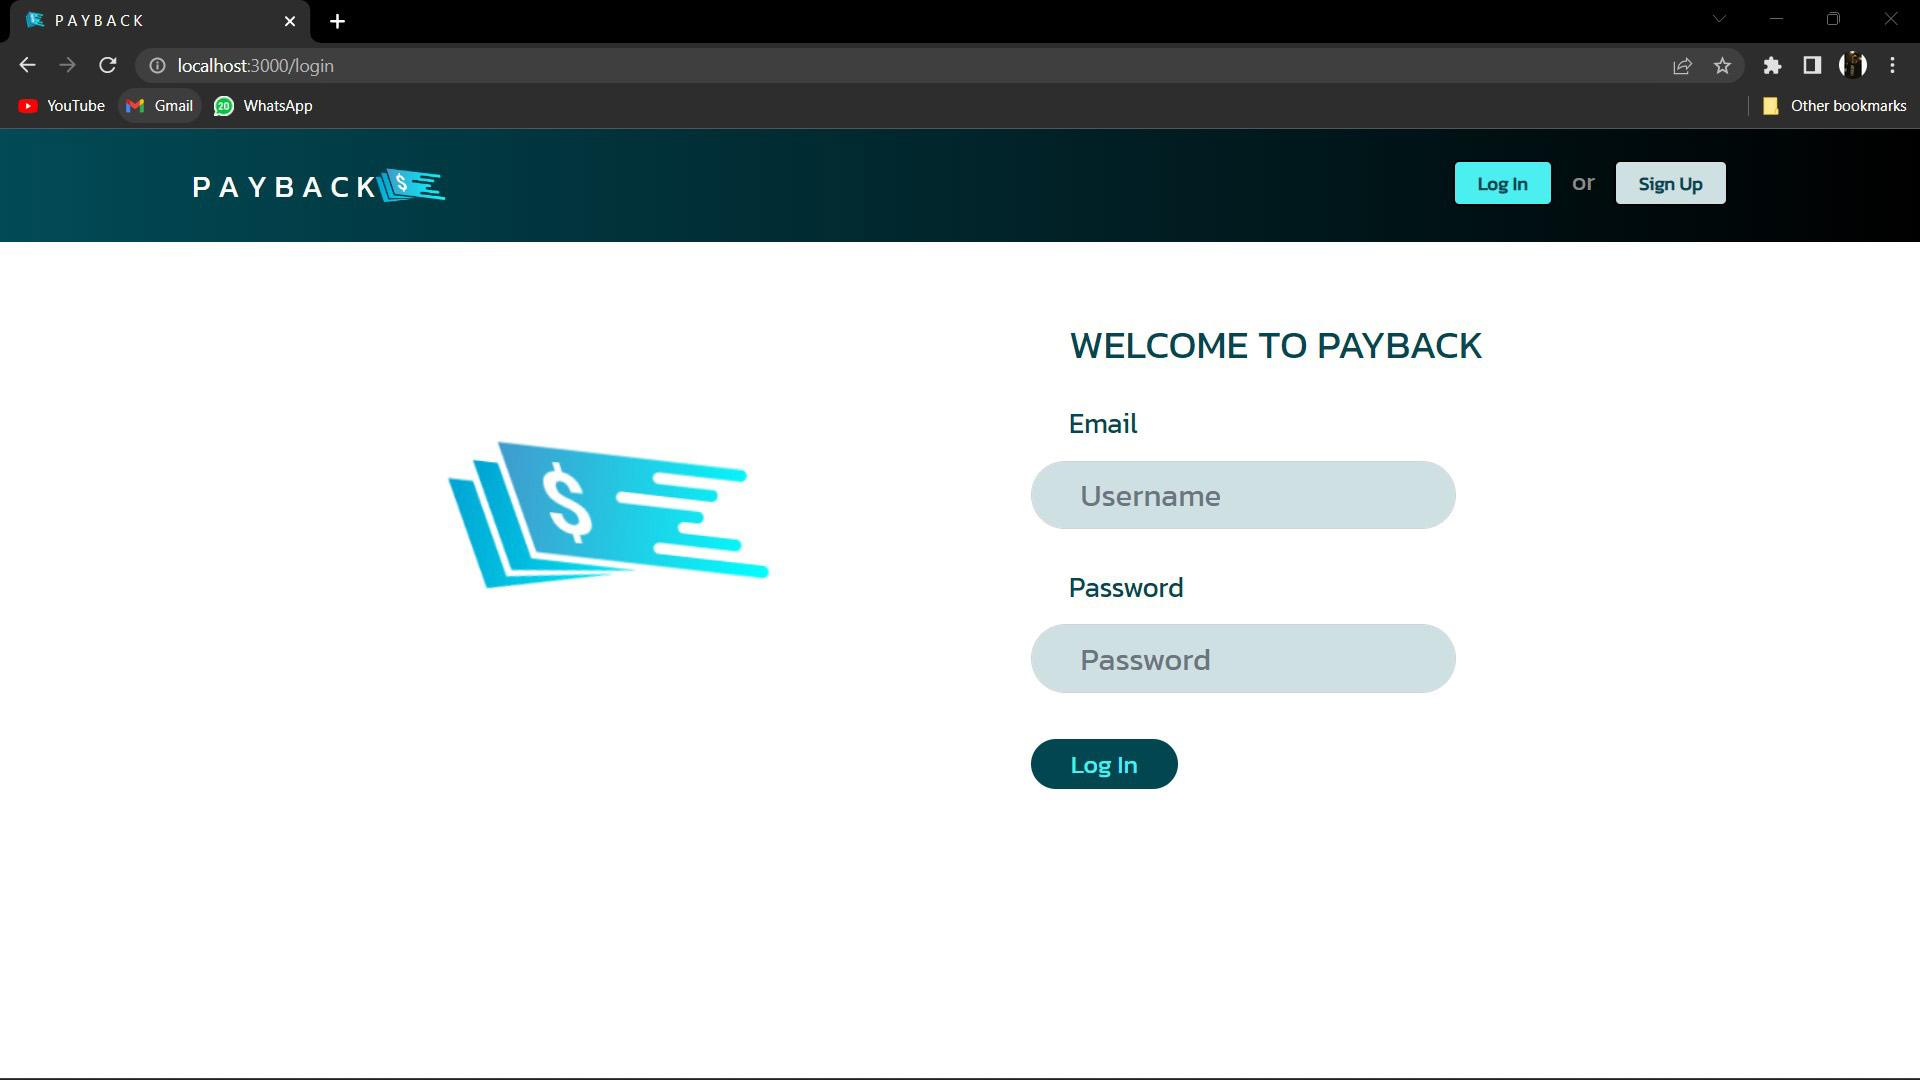 PAYBACK
localhost:3000/login
YouTube
Gmail
20
WhatsApp
Other bookmarks
PAYBACK
$
Log In
or
Sign Up
WELCOME TO PAYBACK
Email
Username
$
Password
Password
Log In